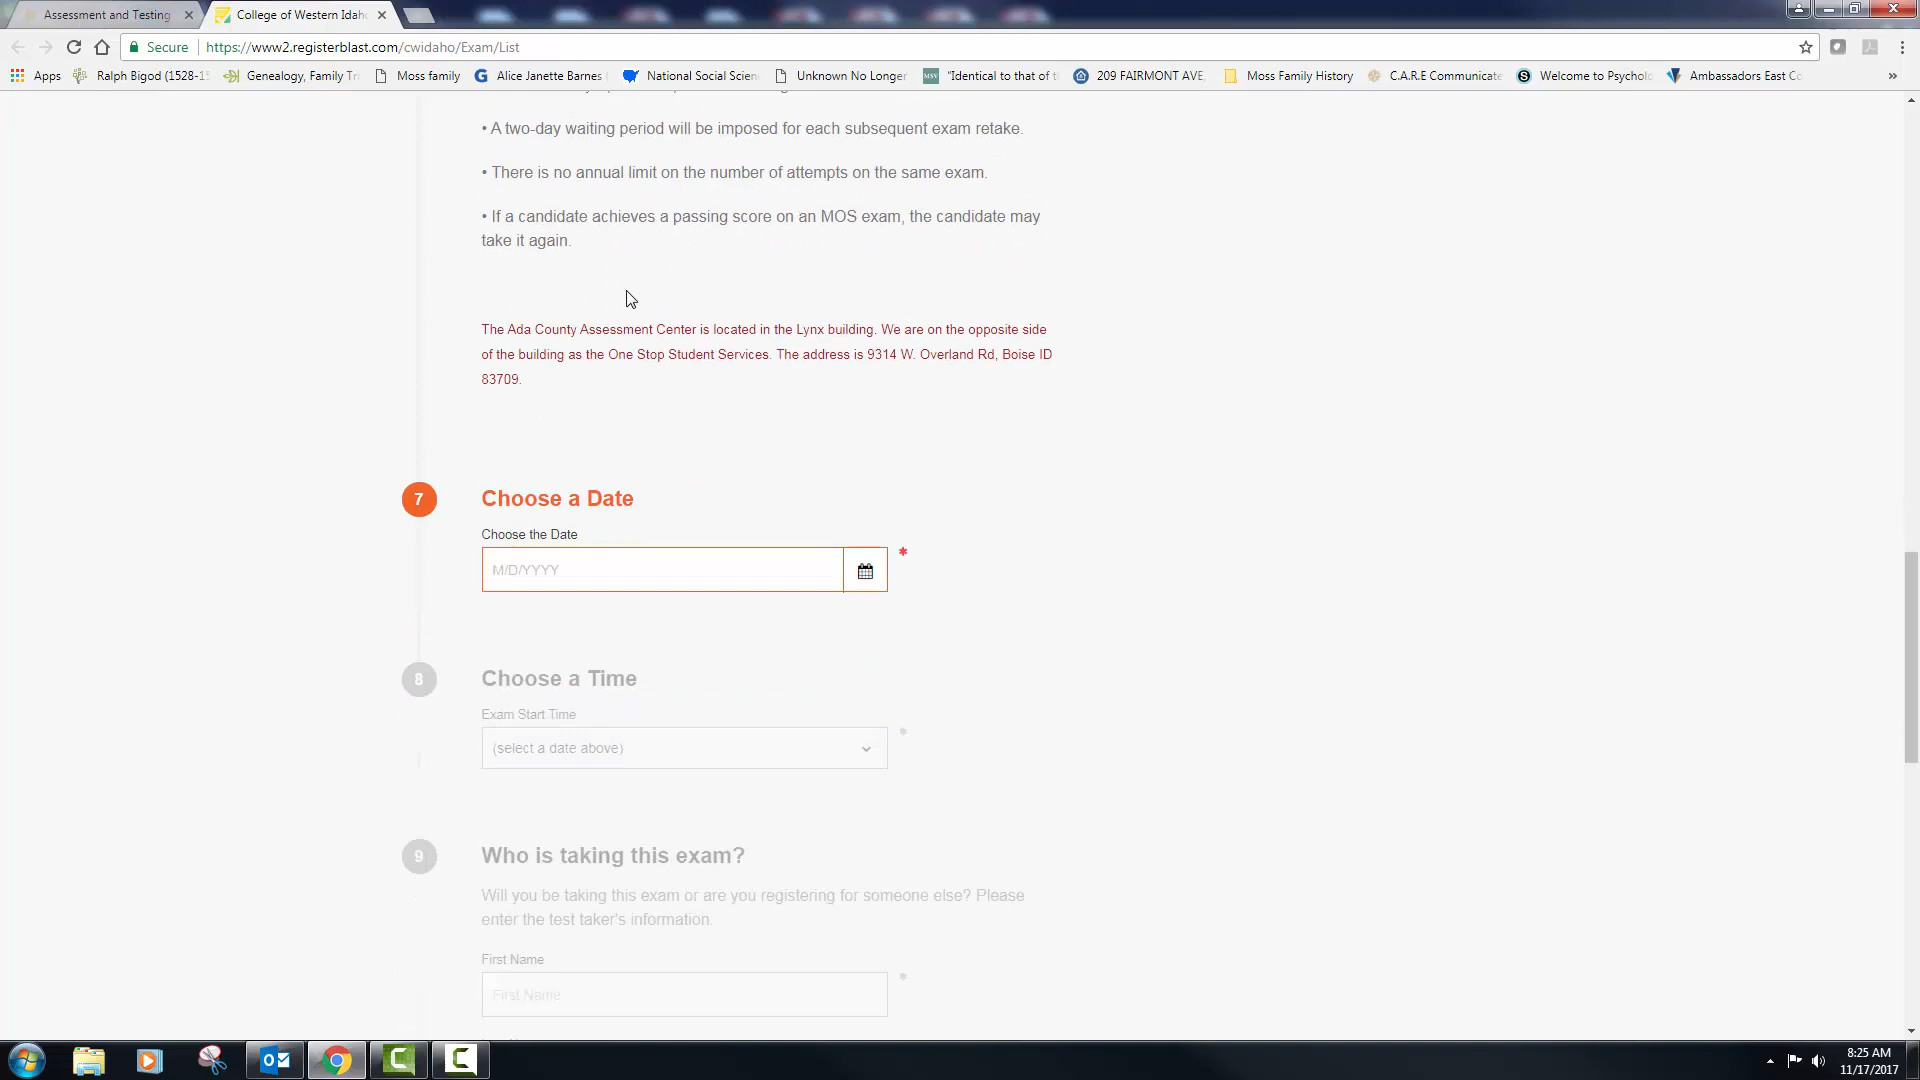 Assessment and Testing
College of Western Idaho
Secure
https://www2.registerblast.com/cwidaho/Exam/List
Apps
Ralph Bigod (1528-15
Genealogy, Family Tr
Moss family
Alice Janette Barnes
National Social Scien
Unknown No Longer
"Identical to that of t
209 FAIRMONT AVE,
Moss Family History
C.A.R.E Communicate
Welcome to Psycholo
Ambassadors East Co
• A two-day waiting period will be imposed for each subsequent exam retake.
• There is no annual limit on the number of attempts on the same exam.
• If a candidate achieves a passing score on an MOS exam, the candidate may
take it again.
The Ada County Assessment Center is located in the Lynx building. We are on the opposite side
of the building as the One Stop Student Services. The address is 9314 W. Overland Rd, Boise ID
83709.
7
Choose a Date
Choose the Date
M/D/YYYY
*
8
Choose a Time
Exam Start Time
(select a date above)
*
9
Who is taking this exam?
Will you be taking this exam or are you registering for someone else? Please
enter the test taker's information.
First Name
First Name
*
8:25 AM
11/17/2017